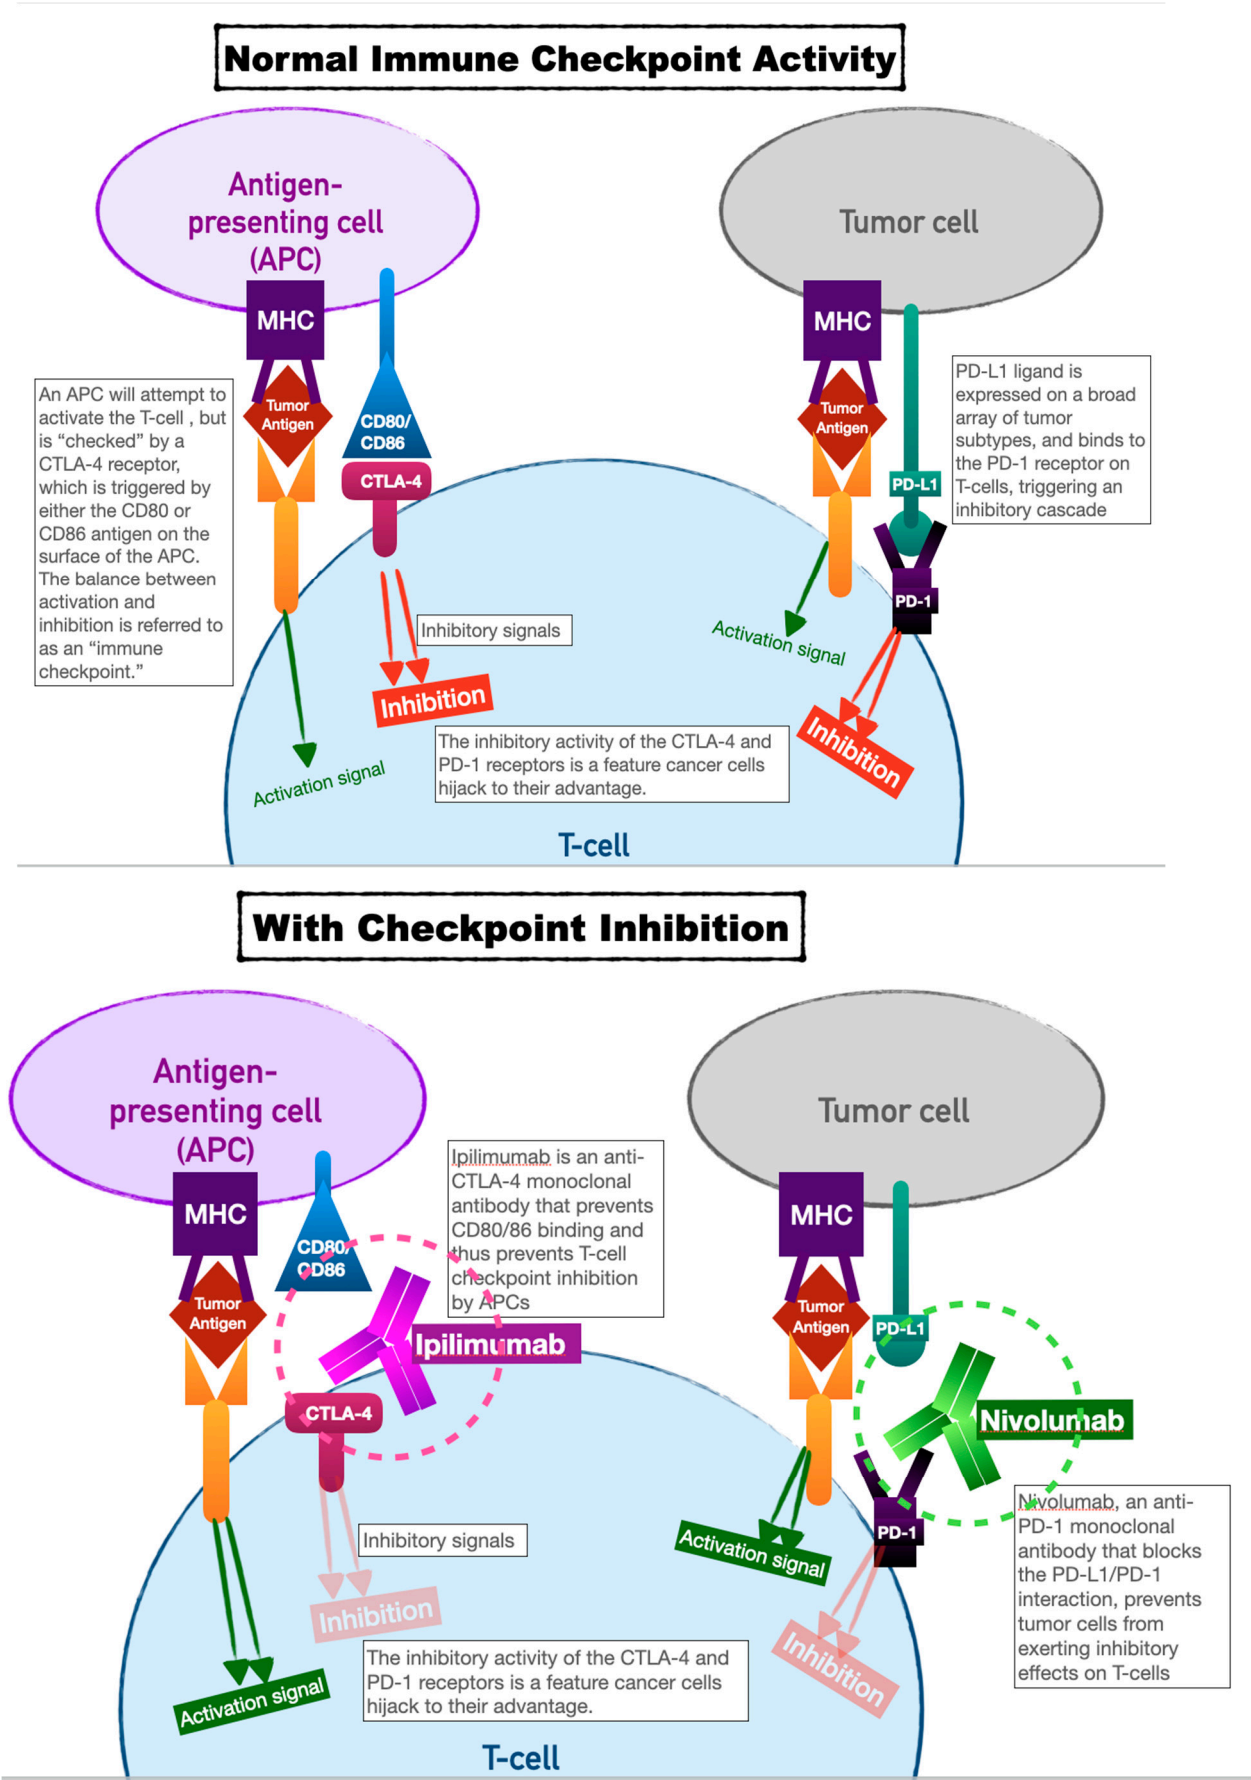 Normal Immune Checkpoint Activity
Antigen-
presenting cell
(APC)
MHC
Tumor
Antigen
CD80/
CD86
CTLA-4
An APC will attempt to
activate the T-cell , but
is “checked” by a
CTLA-4 receptor,
which is triggered by
either the CD80 or
CD86 antigen on the
surface of the APC.
The balance between
activation and
inhibition is referred to
as an “immune
checkpoint.”
Inhibitory signals
Inhibition
Activation signal
Tumor cell
MHC
Tumor
Antigen
PD-L1
PD-1
PD-L1 ligand is
expressed on a broad
array of tumor
subtypes, and binds to
the PD-1 receptor on
T-cells, triggering an
inhibitory cascade
Activation signal
Inhibition
The inhibitory activity of the CTLA-4 and
PD-1 receptors is a feature cancer cells
hijack to their advantage.
T-cell
With Checkpoint Inhibition
Antigen-
presenting cell
(APC)
MHC
Tumor
Antigen
CD80/
CD86
Ipilimumab is an anti-
CTLA-4 monoclonal
antibody that prevents
CD80/86 binding and
thus prevents T-cell
checkpoint inhibition
by APCs
Ipilimumab
CTLA-4
Inhibitory signals
Inhibition
Activation signal
Tumor cell
MHC
Tumor
Antigen
PD-L1
Nivolumab
PD-1
Nivolumab, an anti-
PD-1 monoclonal
antibody that blocks
the PD-L1/PD-1
interaction, prevents
tumor cells from
exerting inhibitory
effects on T-cells
Activation signal
Inhibition
The inhibitory activity of the CTLA-4 and
PD-1 receptors is a feature cancer cells
hijack to their advantage.
T-cell